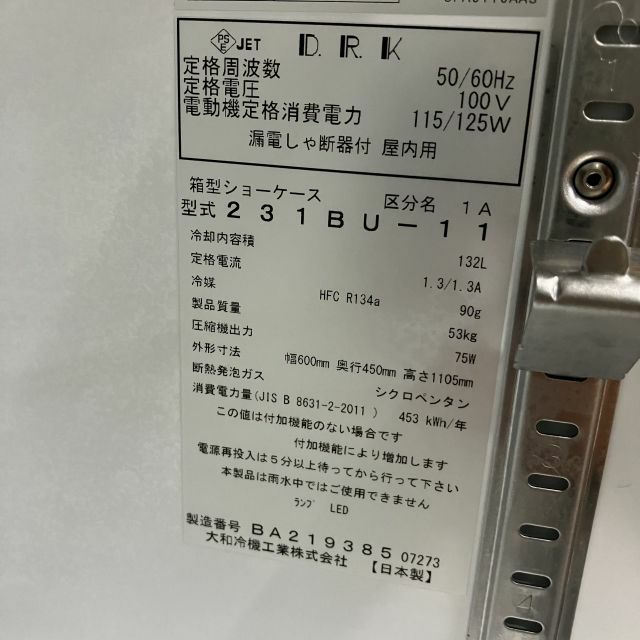 PS E JET D.R.K
定格周波数 50/60Hz
定格電圧 100V
電動機定格消費電力 115/125W
漏電しゃ断器付 屋内用
箱型ショーケース 区分名 1A
型式 231BU-11
冷却内容積 132L
定格電流 1.3/1.3A
冷媒 HFC R134a 90g
製品質量 53kg
圧縮機出力 75W
外形寸法 幅600mm 奥行450mm 高さ1105mm
断熱発泡ガス シクロペンタン
消費電力量(JIS B 8631-2-2011 ) 453 kWh/年
この値は付加機能のない場合です
付加機能により増加します
電源再投入は5分以上待ってから行って下さい
本製品は雨水中ではご使用できません
ﾗﾝﾌﾟ LED
製造番号 BA219385 07273
大和冷機工業株式会社 【日本製】
3
4